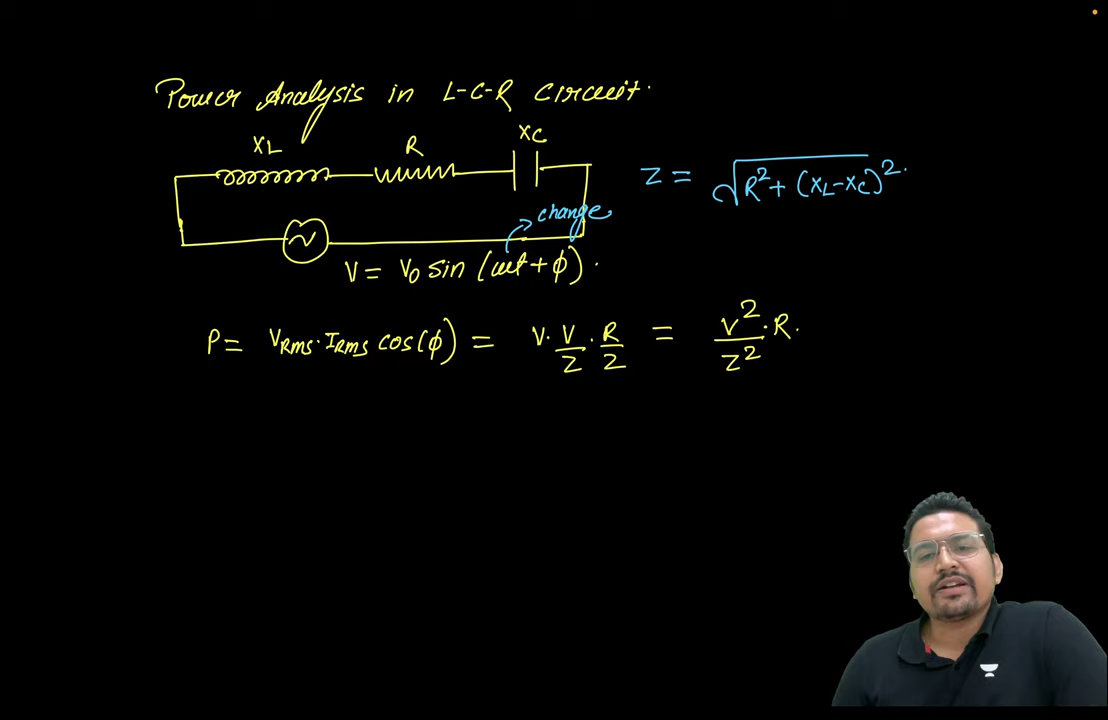 Power Analysis in L-C-R Circuit.
XL R XC
Z = √R²+(XL-XC)².
change
V = V₀ sin (ωt+φ).
P = VRMS·IRMS cos(φ) = V·V/Z·R/Z = V²/Z²·R.